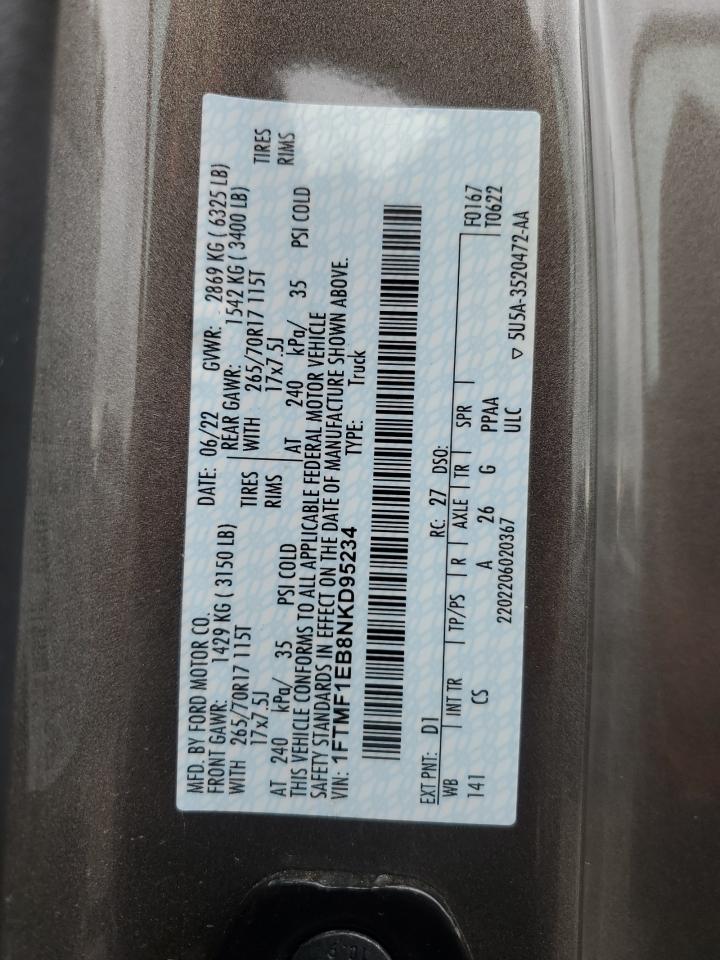 MFD. BY FORD MOTOR CO. DATE: 06/22 GVWR: 2869 KG ( 6325 LB)
FRONT GAWR: 1429 KG ( 3150 LB) REAR GAWR: 1542 KG ( 3400 LB)
WITH 265/70R17 115T TIRES WITH 265/70R17 115T TIRES
17x7.5J RIMS 17x7.5J RIMS
AT 240 kPa/ 35 PSI COLD AT 240 kPa/ 35 PSI COLD
THIS VEHICLE CONFORMS TO ALL APPLICABLE FEDERAL MOTOR VEHICLE
SAFETY STANDARDS IN EFFECT ON THE DATE OF MANUFACTURE SHOWN ABOVE.
VIN: 1FTMF1EB8NKD95234 TYPE: Truck
EXT PNT: D1 RC: 27 DSO: F0167
WB INT TR TP/PS R AXLE TR SPR T0622
141 CS A 26 G PPAA
2202206020367 ULC ▽ 5U5A-3520472-AA